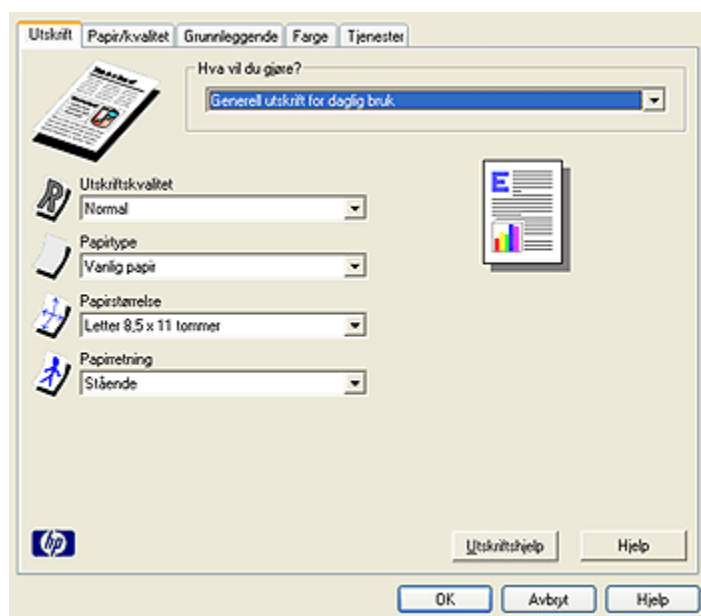 Utskrift Papir/kvalitet Grunnleggende Farge Tjenester
Hva vil du gjøre?
Generell utskrift for daglig bruk
Utskriftskvalitet
Normal
Papirtype
Vanlig papir
Papirstørrelse
Letter 8,5 x 11 tommer
Papirretning
Stående
E
hp
Utskriftshjelp Hjelp
OK Avbryt Hjelp